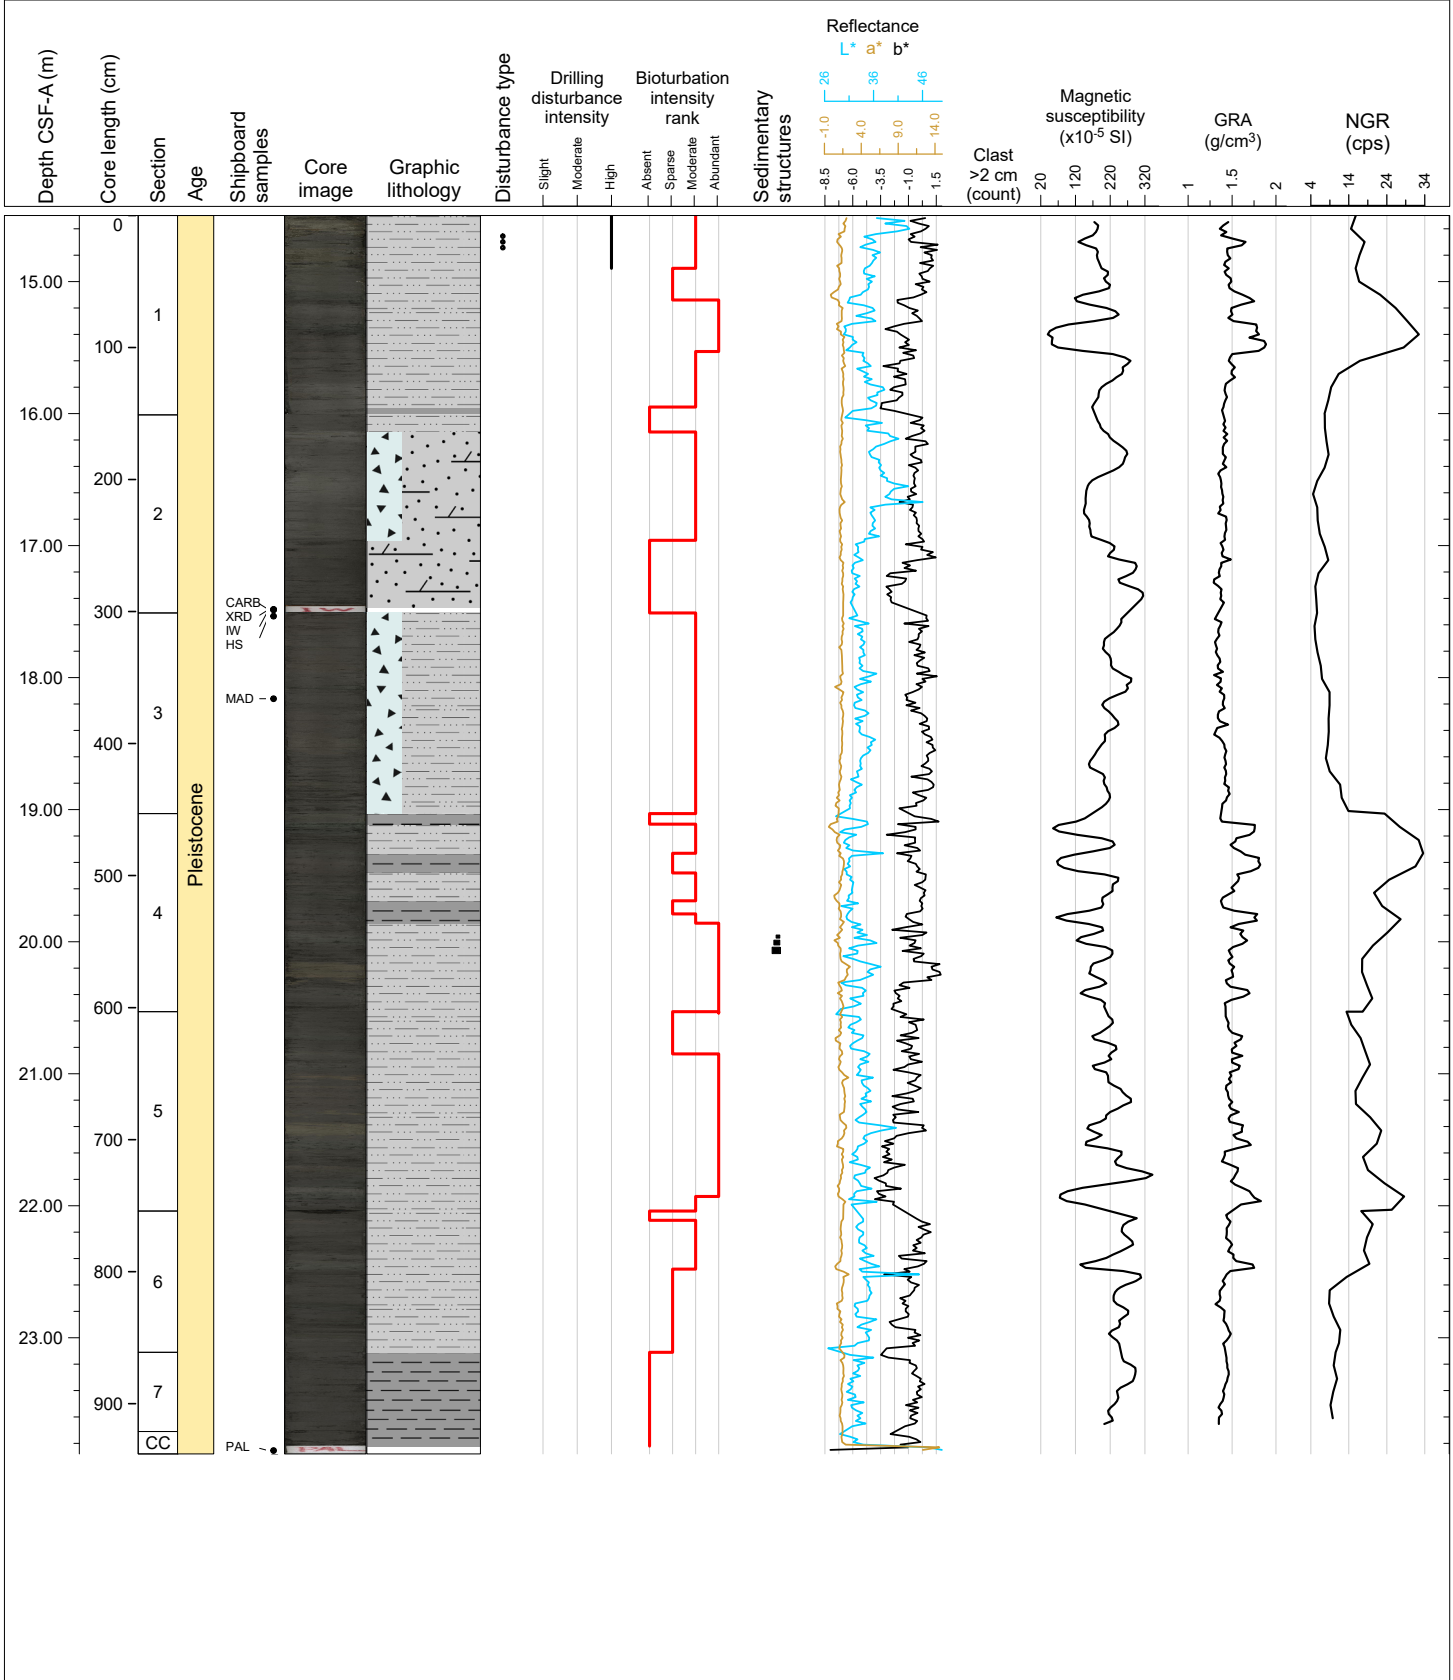 Depth CSF-A (m)
Core length (cm)
Section
Age
Shipboard
samples
Core
image
Graphic
lithology
Disturbance type
Drilling
disturbance
intensity
Slight
Moderate
High
Bioturbation
intensity
rank
Absent
Sparse
Moderate
Abundant
Sedimentary
structures
Reflectance
L* a* b*
26 36 46
-1.0 4.0 9.0 14.0
-8.5 -6.0 -3.5 -1.0 1.5
Clast
>2 cm
(count)
Magnetic
susceptibility
(x10-5 SI)
20 120 220 320
GRA
(g/cm3)
1 1.5 2
NGR
(cps)
4 14 24 34
0
15.00
1
100
16.00
200
2
17.00
CARB
300
XRD
IW
IW
HS
18.00
MAD
3
400
19.00
Pleistocene
500
4
20.00
600
21.00
5
700
22.00
800
6
23.00
7
900
CC
PAL
PAL